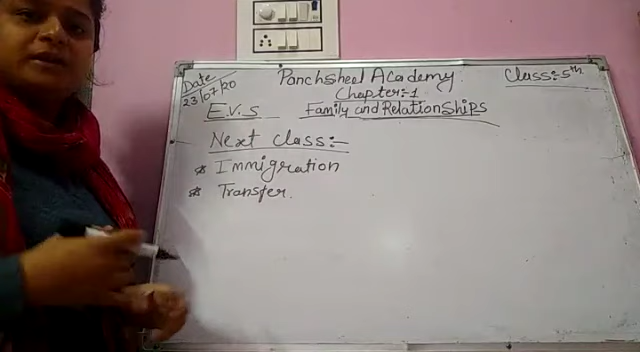 Date
23/07/20
Panchsheel Academy
Class:-5th
Chapter:-1
E.V.S
Family and RelationShips
Next class:-
* Immigration
* Transfer.